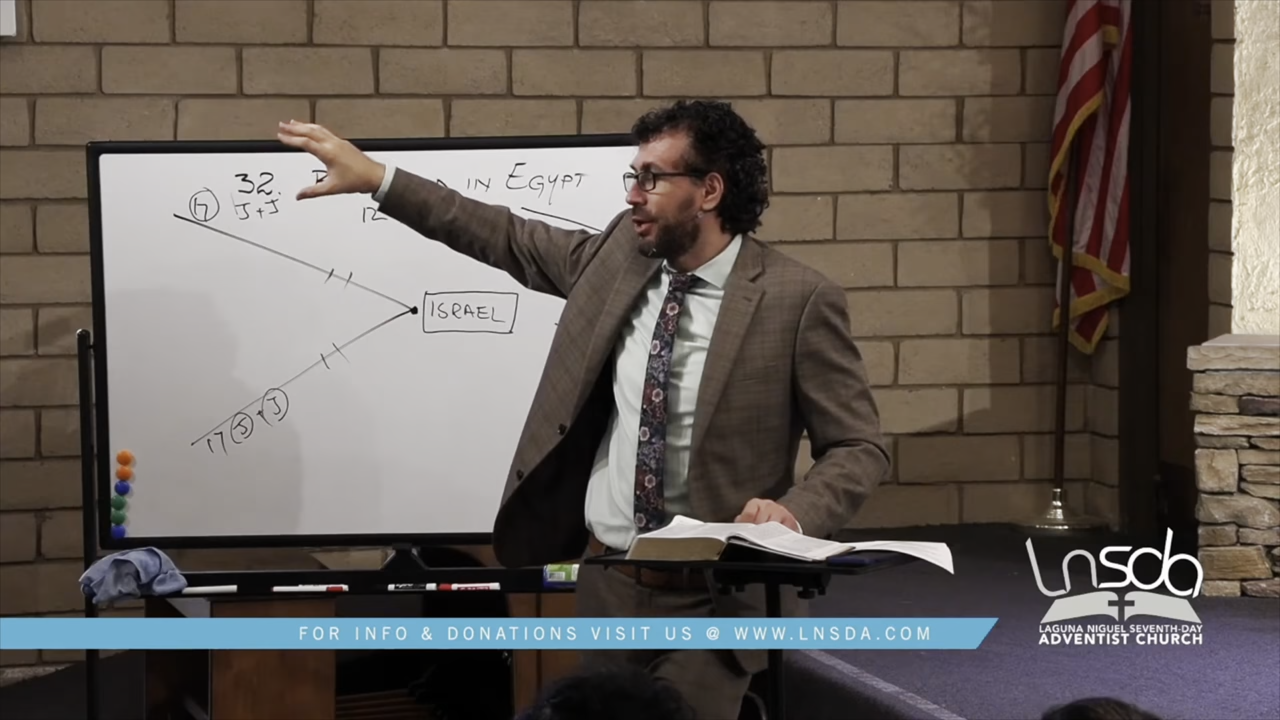 32. IN EGYPT
17 J + J
12
ISRAEL
17 J + J
FOR INFO & DONATIONS VISIT US @ WWW.LNSDA.COM
LNSDA
LAGUNA NIGUEL SEVENTH-DAY
ADVENTIST CHURCH